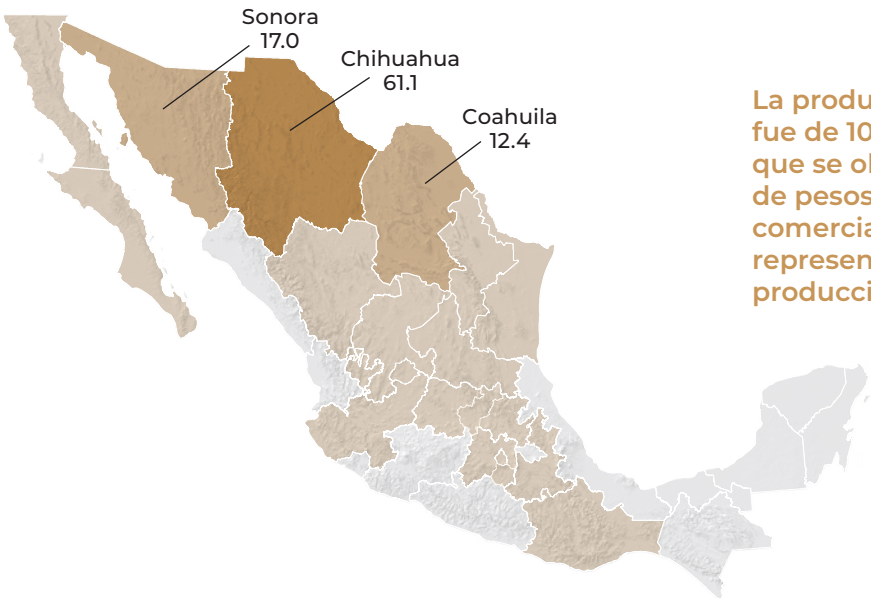 Sonora
17.0
Chihuahua
61.1
Coahuila
12.4
La produ
fue de 10
que se o
de pesos
comercia
represen
producci